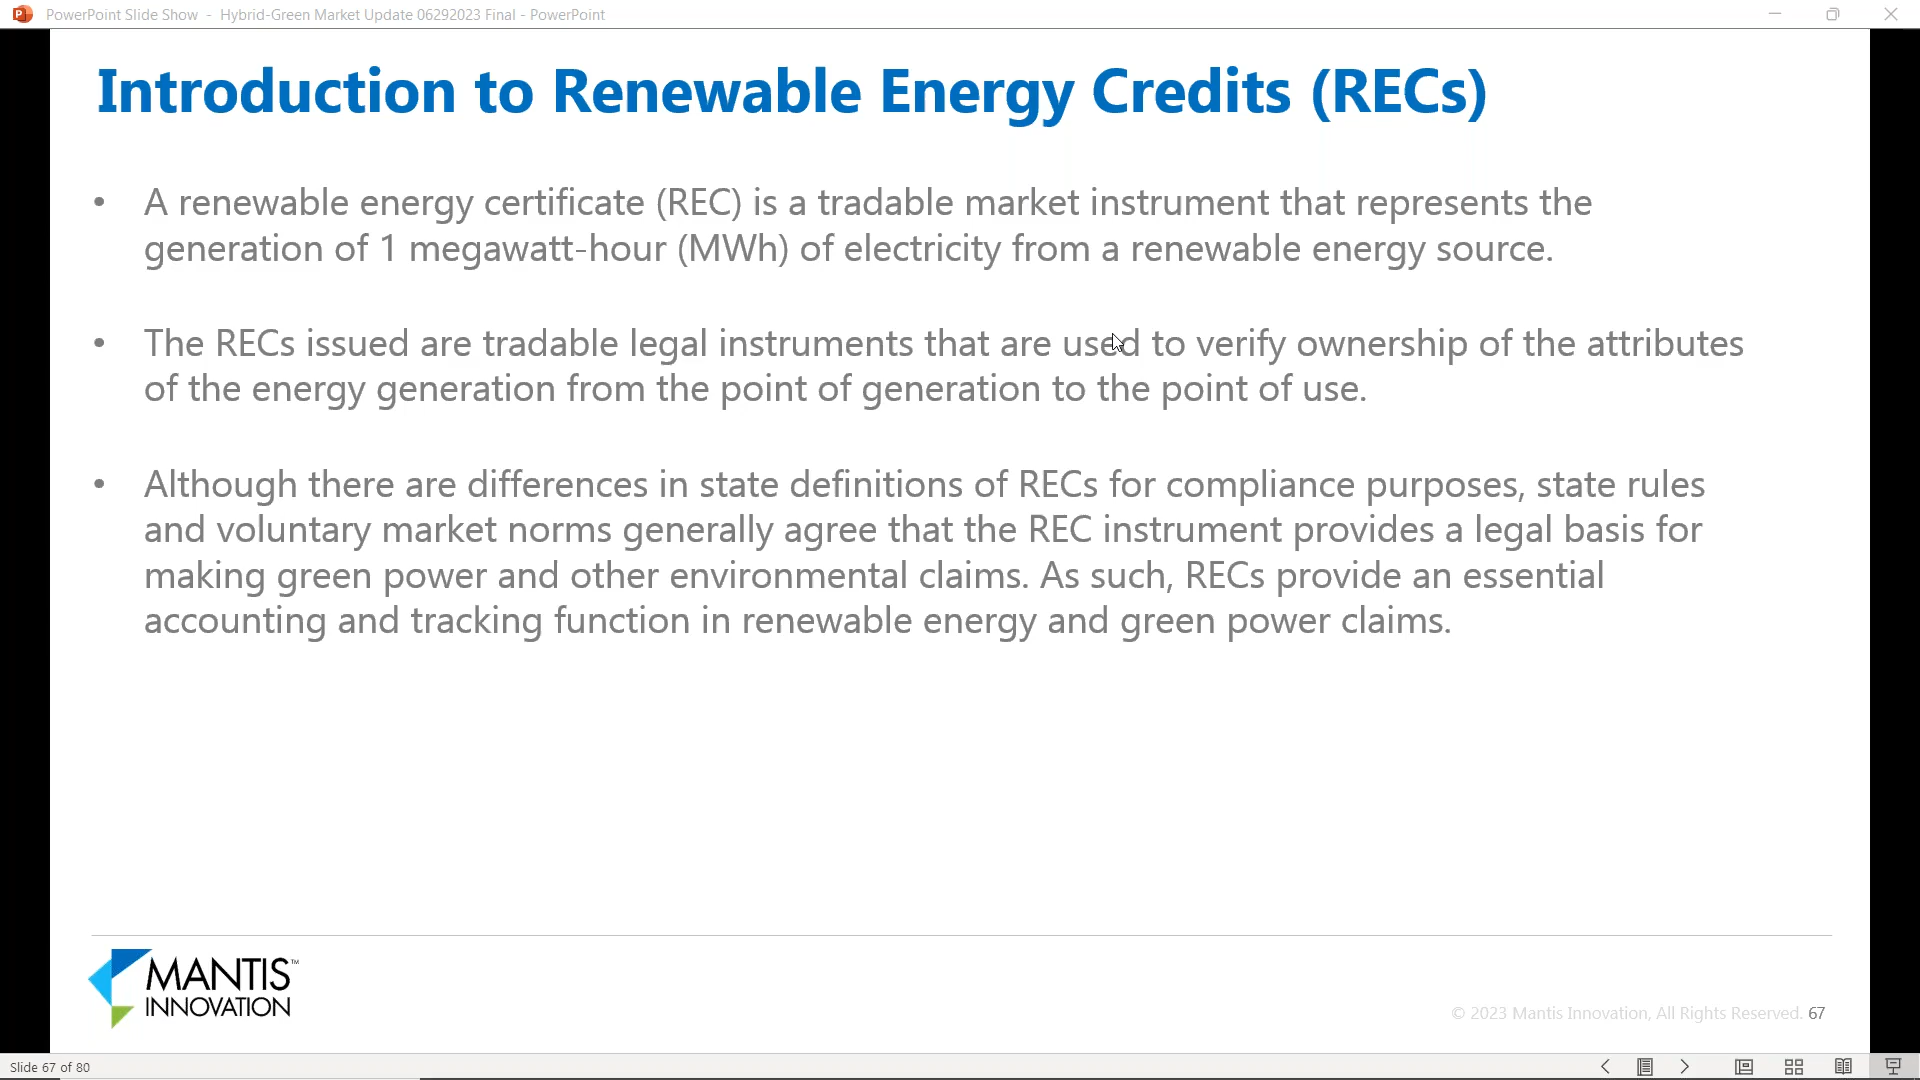 PowerPoint Slide Show - Hybrid-Green Market Update 06292023 Final - PowerPoint
Introduction to Renewable Energy Credits (RECs)
• A renewable energy certificate (REC) is a tradable market instrument that represents the
generation of 1 megawatt-hour (MWh) of electricity from a renewable energy source.
• The RECs issued are tradable legal instruments that are used to verify ownership of the attributes
of the energy generation from the point of generation to the point of use.
• Although there are differences in state definitions of RECs for compliance purposes, state rules
and voluntary market norms generally agree that the REC instrument provides a legal basis for
making green power and other environmental claims. As such, RECs provide an essential
accounting and tracking function in renewable energy and green power claims.
MANTIS™
INNOVATION
© 2023 Mantis Innovation, All Rights Reserved. 67
Slide 67 of 80